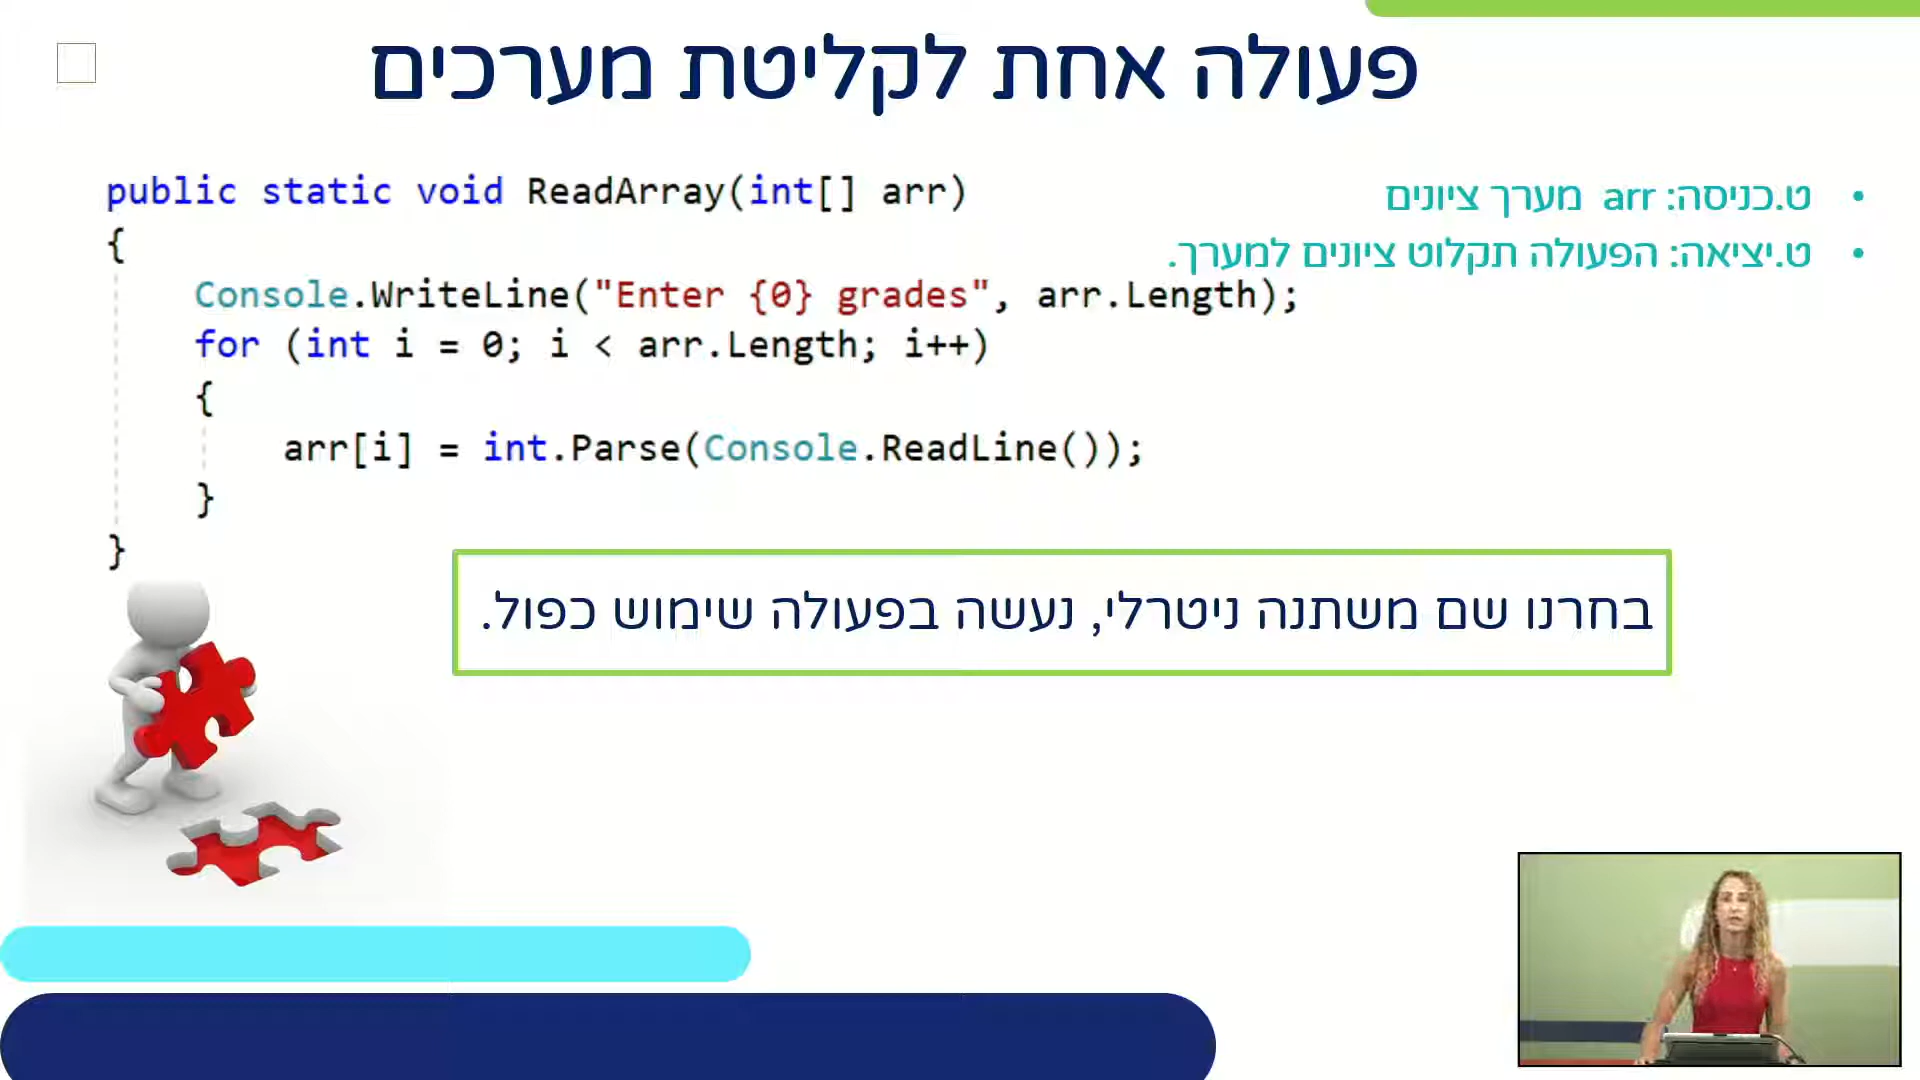 פעולה אחת לקליטת מערכים
ט.כניסה: arr מערך ציונים
ט.יציאה: הפעולה תקלוט ציונים למערך.
public static void ReadArray(int[] arr)
{
Console.WriteLine("Enter {0} grades", arr.Length);
for (int i = 0; i < arr.Length; i++)
{
arr[i] = int.Parse(Console.ReadLine());
}
}
בחרנו שם משתנה ניטרלי, נעשה בפעולה שימוש כפול.